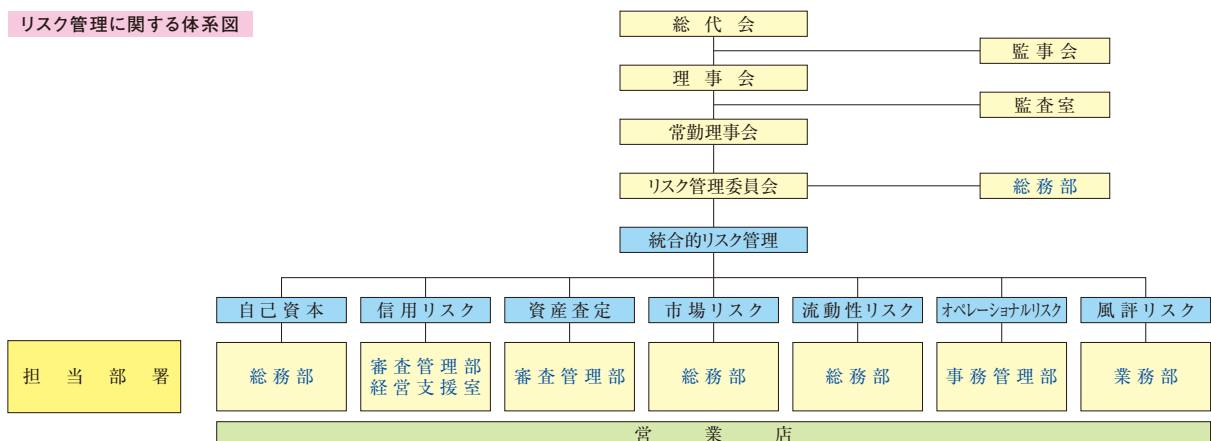 リスク管理に関する体系図
総代会
監事会
理事会
監査室
常勤理事会
リスク管理委員会
総務部
統合的リスク管理
自己資本
信用リスク
資産査定
市場リスク
流動性リスク
オペレーショナルリスク
風評リスク
担当部署
総務部
審査管理部
経営支援室
審査管理部
総務部
総務部
事務管理部
業務部
営業店